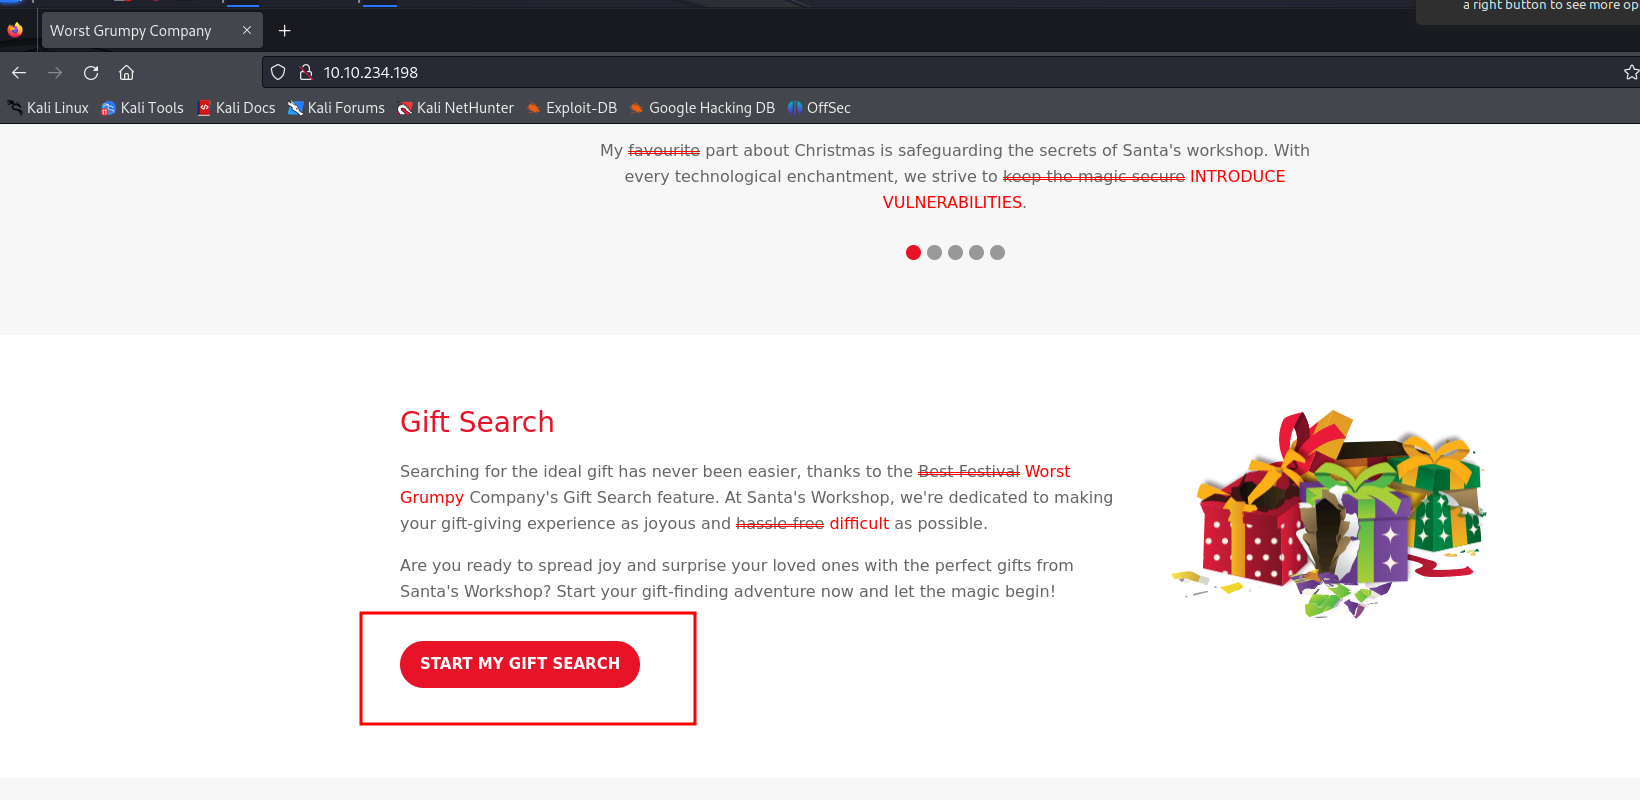 a right button to see more op
Worst Grumpy Company
10.10.234.198
Kali Linux Kali Tools Kali Docs Kali Forums Kali NetHunter Exploit-DB Google Hacking DB OffSec
My favourite part about Christmas is safeguarding the secrets of Santa's workshop. With
every technological enchantment, we strive to keep the magic secure INTRODUCE
VULNERABILITIES.
Gift Search
Searching for the ideal gift has never been easier, thanks to the Best Festival Worst
Grumpy Company's Gift Search feature. At Santa's Workshop, we're dedicated to making
your gift-giving experience as joyous and hassle-free difficult as possible.
Are you ready to spread joy and surprise your loved ones with the perfect gifts from
Santa's Workshop? Start your gift-finding adventure now and let the magic begin!
START MY GIFT SEARCH